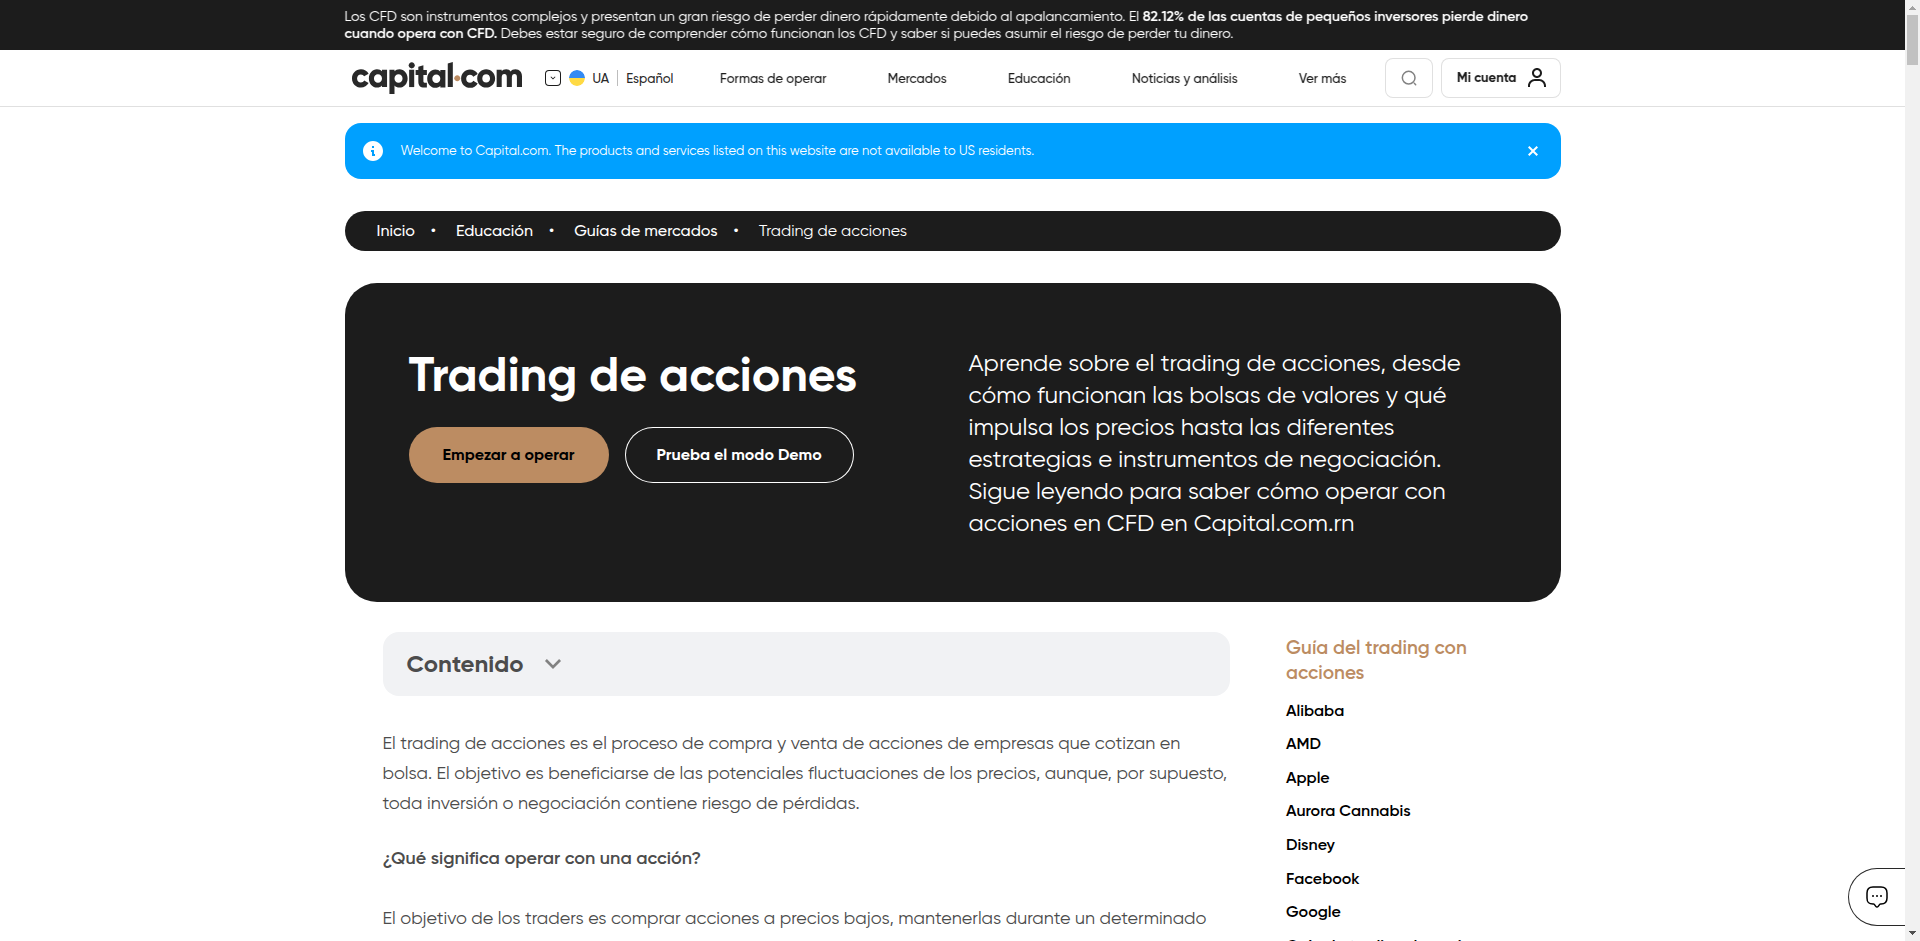 Los CFD son instrumentos complejos y presentan un gran riesgo de perder dinero rápidamente debido al apalancamiento. El 82.12% de las cuentas de pequeños inversores pierde dinero
cuando opera con CFD. Debes estar seguro de comprender cómo funcionan los CFD y saber si puedes asumir el riesgo de perder tu dinero.
capital.com
UA | Español
Formas de operar
Mercados
Educación
Noticias y análisis
Ver más
Mi cuenta
Welcome to Capital.com. The products and services listed on this website are not available to US residents.
Inicio • Educación • Guías de mercados • Trading de acciones
Trading de acciones
Empezar a operar
Prueba el modo Demo
Aprende sobre el trading de acciones, desde
cómo funcionan las bolsas de valores y qué
impulsa los precios hasta las diferentes
estrategias e instrumentos de negociación.
Sigue leyendo para saber cómo operar con
acciones en CFD en Capital.com.rn
Contenido
El trading de acciones es el proceso de compra y venta de acciones de empresas que cotizan en
bolsa. El objetivo es beneficiarse de las potenciales fluctuaciones de los precios, aunque, por supuesto,
toda inversión o negociación contiene riesgo de pérdidas.
¿Qué significa operar con una acción?
El objetivo de los traders es comprar acciones a precios bajos, mantenerlas durante un determinado
Guía del trading con
acciones
Alibaba
AMD
Apple
Aurora Cannabis
Disney
Facebook
Google